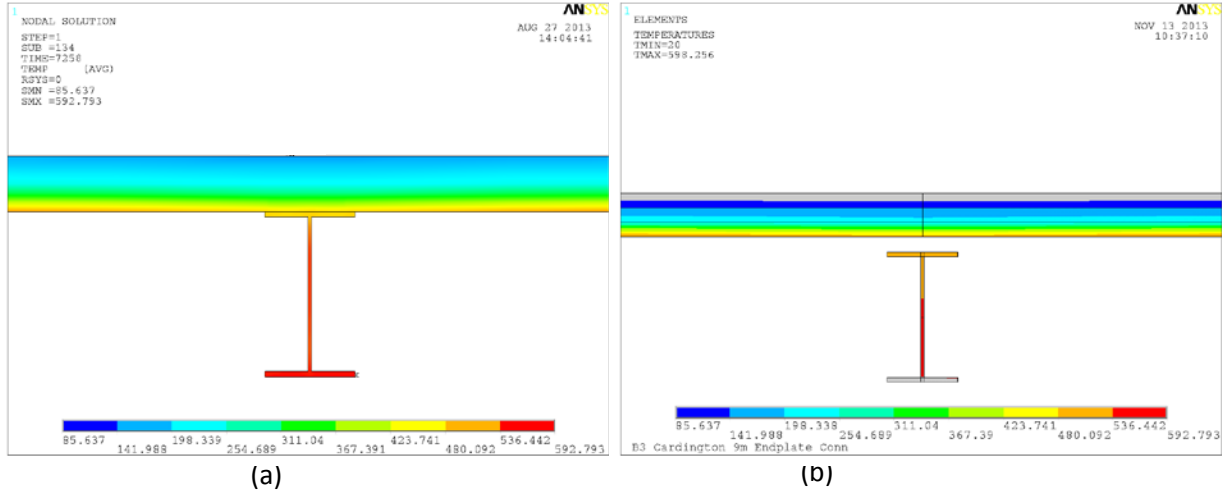 1
ANSYS
NODAL SOLUTION
AUG 27 2013
14:04:41
STEP=1
SUB =134
TIME=7258
TEMP (AVG)
RSYS=0
SMN =85.637
SMX =592.793
85.637 198.339 311.04 423.741 536.442
141.988 254.689 367.391 480.092 592.793
(a)
1
ANSYS
ELEMENTS
NOV 13 2013
10:37:10
TEMPERATURES
TMIN=20
TMAX=598.256
85.637 198.338 311.04 423.741 536.442
141.988 254.689 367.39 480.092 592.793
B3 Cardington 9m Endplate Conn
(b)